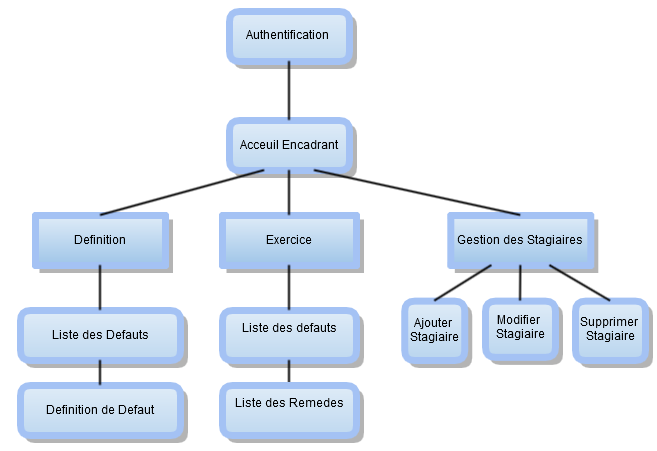 Authentification
Acceuil Encadrant
Definition
Exercice
Gestion des Stagiaires
Liste des Defauts
Liste des defauts
Ajouter
Stagiaire
Modifier
Stagiaire
Supprimer
Stagiaire
Definition de Defaut
Liste des Remedes